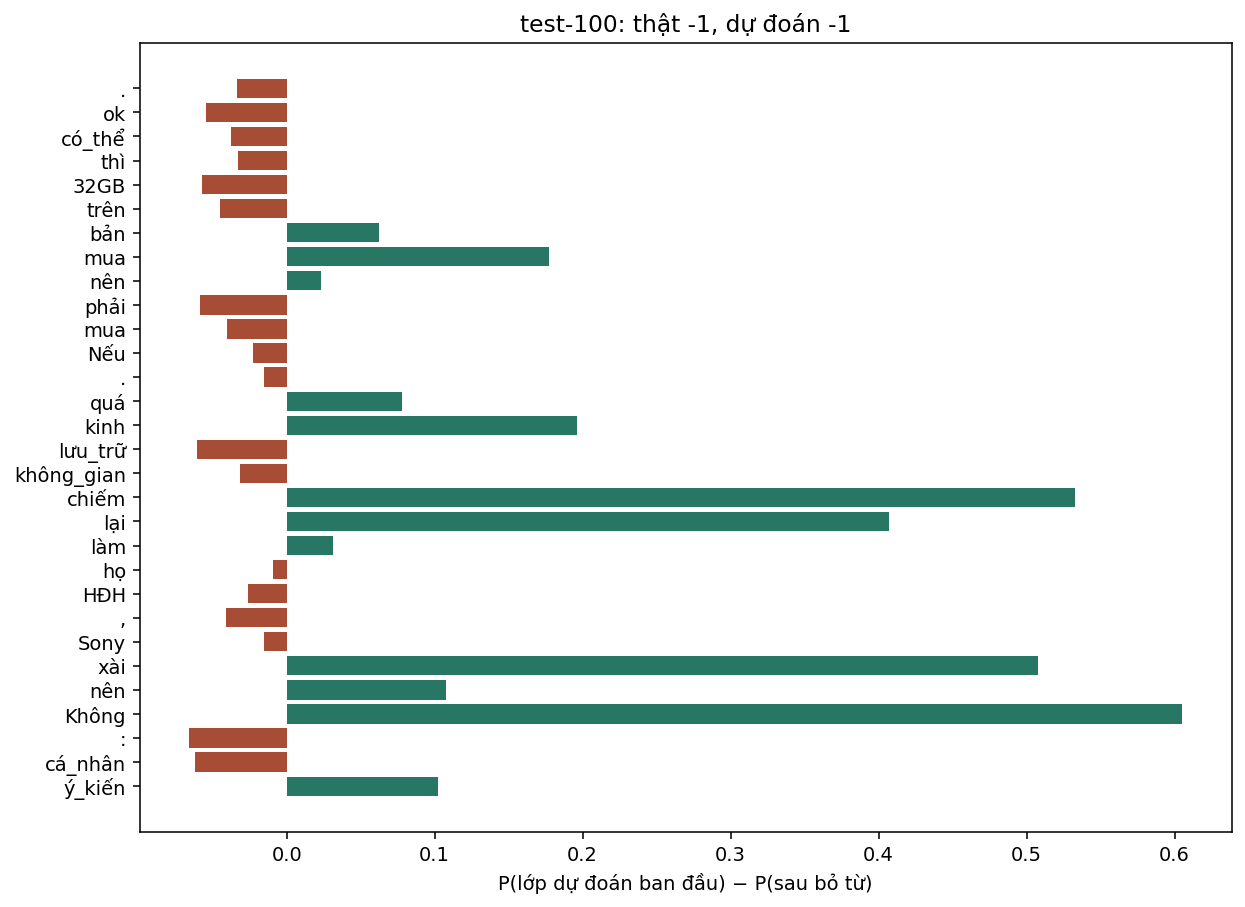 test-100: thật -1, dự đoán -1
.
ok
có_thể
thì
32GB
trên
bản
mua
nên
phải
mua
Nếu
.
quá
kinh
lưu_trữ
không_gian
chiếm
lại
làm
họ
HĐH
,
Sony
xài
nên
Không
:
cá_nhân
ý_kiến
0.0 0.1 0.2 0.3 0.4 0.5 0.6
P(lớp dự đoán ban đầu) − P(sau bỏ từ)